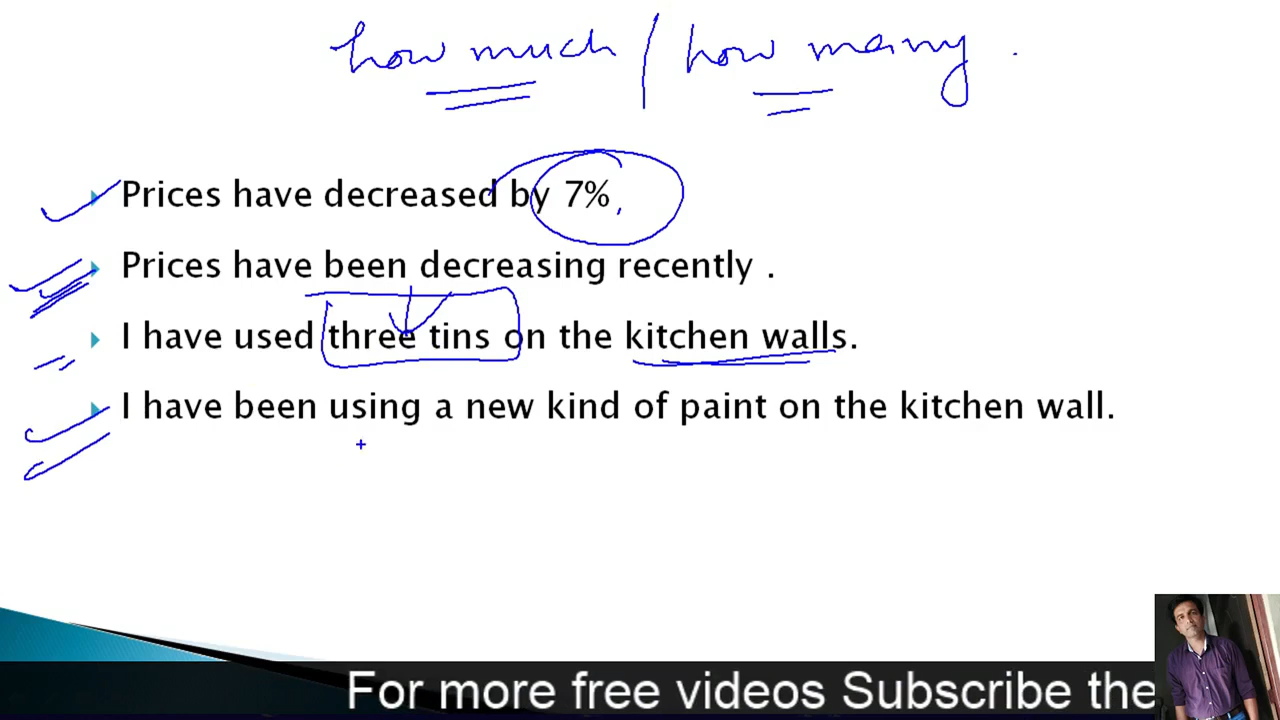 how much / how many.
Prices have decreased by 7%.
Prices have been decreasing recently .
I have used three tins on the kitchen walls.
I have been using a new kind of paint on the kitchen wall.
For more free videos Subscribe the